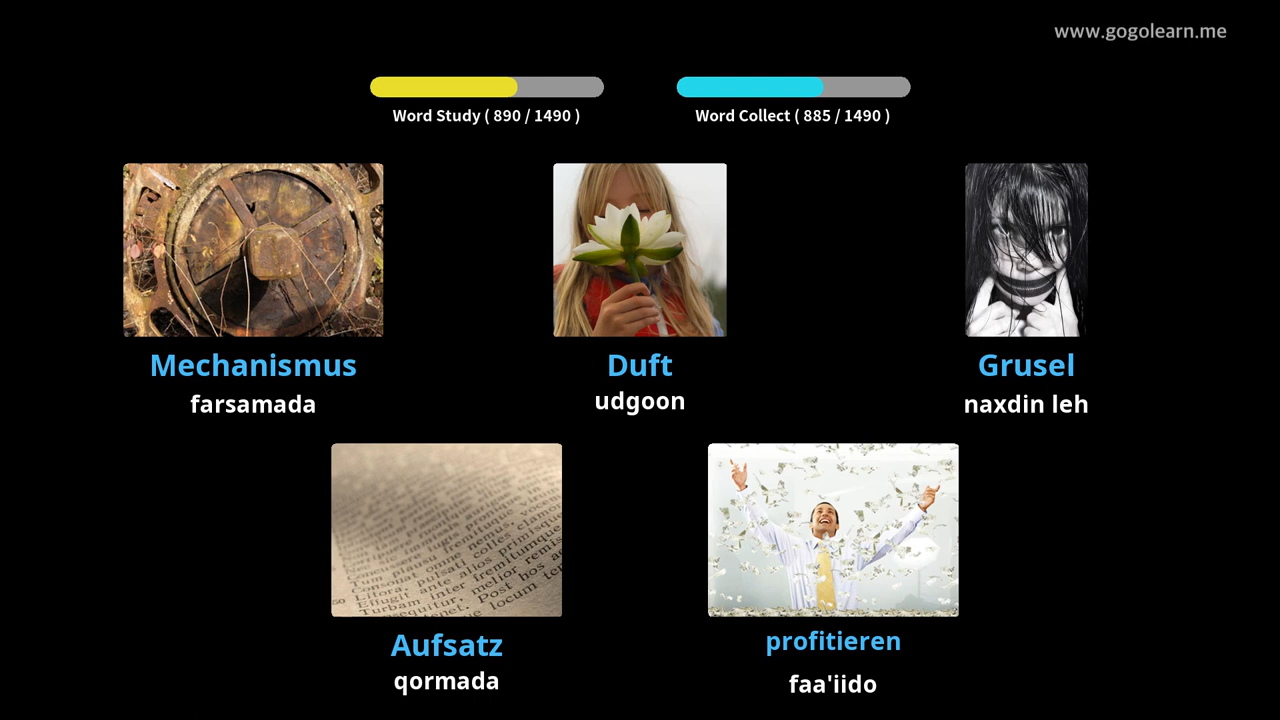 www.gogolearn.me
Word Study ( 890 / 1490 )
Word Collect ( 885 / 1490 )
Mechanismus
farsamada
Duft
udgoon
Grusel
naxdin leh
Aufsatz
qormada
profitieren
faa'iido